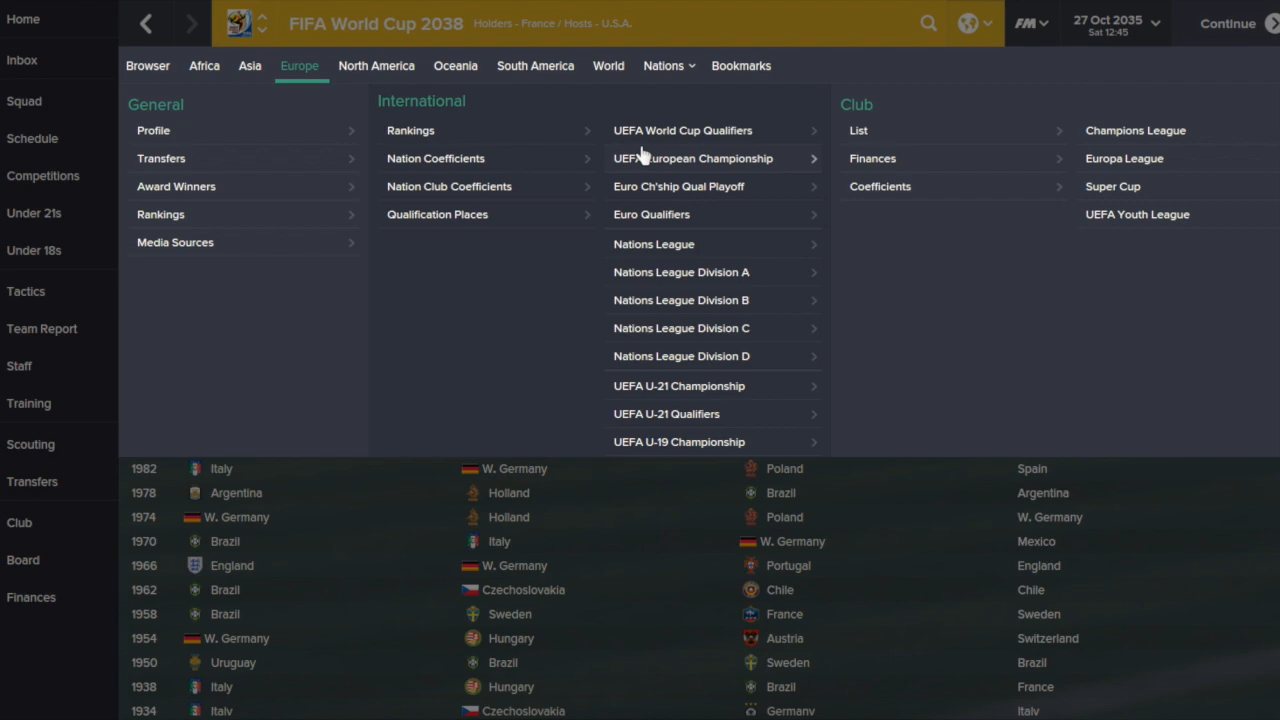 Home
FIFA World Cup 2038 Holders - France / Hosts - U.S.A.
FM
27 Oct 2035
Sat 12:45
Continue
Inbox
Squad
Schedule
Competitions
Under 21s
Under 18s
Tactics
Team Report
Staff
Training
Scouting
Transfers
Club
Board
Finances
Browser Africa Asia Europe North America Oceania South America World Nations Bookmarks
General
Profile
Transfers
Award Winners
Rankings
Media Sources
International
Rankings
Nation Coefficients
Nation Club Coefficients
Qualification Places
UEFA World Cup Qualifiers
UEFA European Championship
Euro Ch'ship Qual Playoff
Euro Qualifiers
Nations League
Nations League Division A
Nations League Division B
Nations League Division C
Nations League Division D
UEFA U-21 Championship
UEFA U-21 Qualifiers
UEFA U-19 Championship
Club
List
Finances
Coefficients
Champions League
Europa League
Super Cup
UEFA Youth League
1982 Italy W. Germany Poland Spain
1978 Argentina Holland Brazil Argentina
1974 W. Germany Holland Poland W. Germany
1970 Brazil Italy W. Germany Mexico
1966 England W. Germany Portugal England
1962 Brazil Czechoslovakia Chile Chile
1958 Brazil Sweden France Sweden
1954 W. Germany Hungary Austria Switzerland
1950 Uruguay Brazil Sweden Brazil
1938 Italy Hungary Brazil France
1934 Italy Czechoslovakia Germany Italy